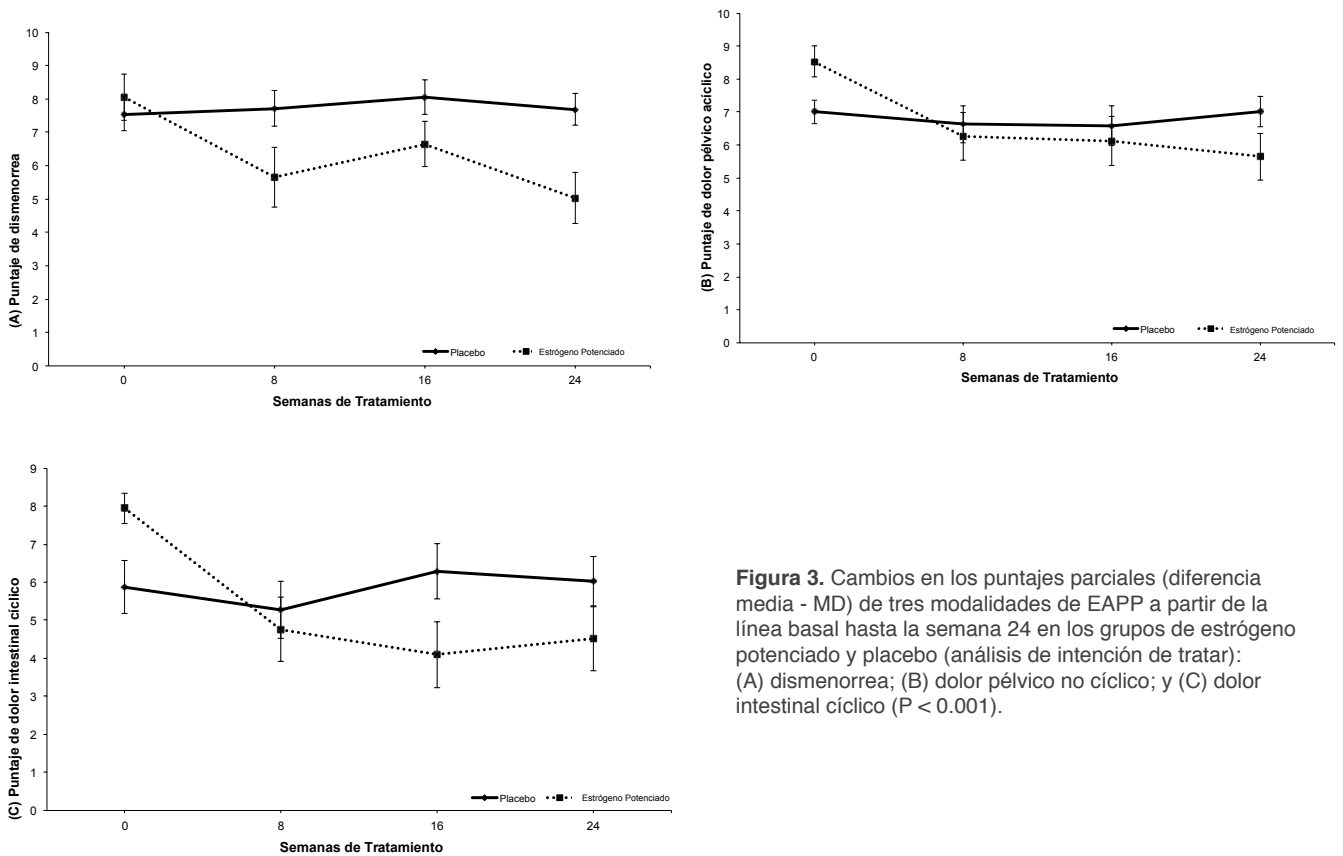 (A) Puntaje de dismenorrea
10
9
8
7
6
5
4
3
2
1
0
Placebo
Estrógeno Potenciado
0 8 16 24
Semanas de Tratamiento
(B) Puntaje de dolor pélvico acíclico
10
9
8
7
6
5
4
3
2
1
0
Placebo
Estrógeno Potenciado
0 8 16 24
Semanas de Tratamiento
(C) Puntaje de dolor intestinal cíclico
9
8
7
6
5
4
3
2
1
0
Placebo
Estrógeno Potenciado
0 8 16 24
Semanas de Tratamiento
Figura 3. Cambios en los puntajes parciales (diferencia
media - MD) de tres modalidades de EAPP a partir de la
línea basal hasta la semana 24 en los grupos de estrógeno
potenciado y placebo (análisis de intención de tratar):
(A) dismenorrea; (B) dolor pélvico no cíclico; y (C) dolor
intestinal cíclico (P < 0.001).